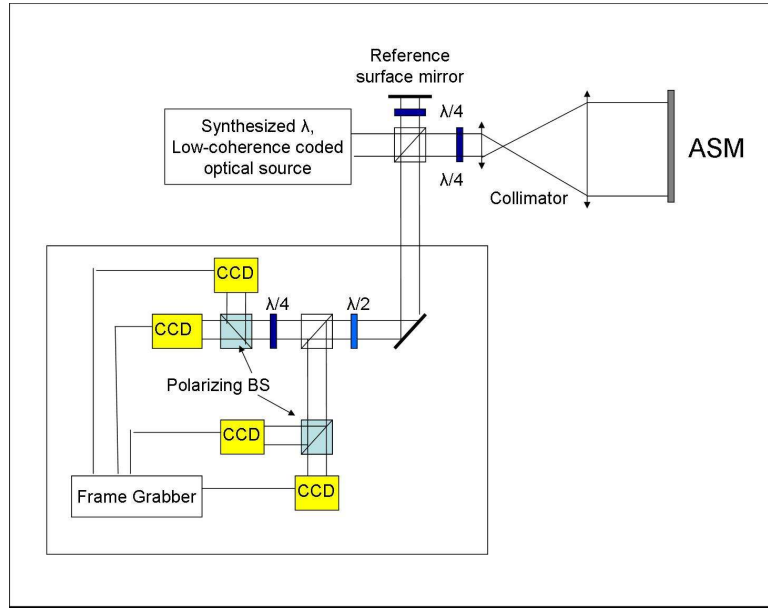 Reference
surface mirror
λ/4
Synthesized λ,
Low-coherence coded
optical source
λ/4
ASM
Collimator
CCD
λ/4
λ/2
CCD
Polarizing BS
CCD
CCD
Frame Grabber